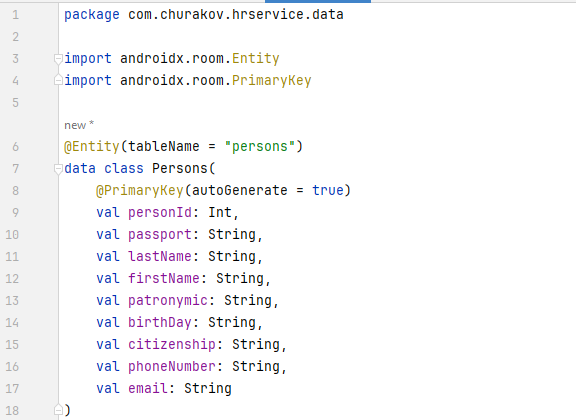 1 package com.churakov.hrservice.data
2
3 import androidx.room.Entity
4 import androidx.room.PrimaryKey
5
new *
6 @Entity(tableName = "persons")
7 data class Persons(
8 @PrimaryKey(autoGenerate = true)
9 val personId: Int,
10 val passport: String,
11 val lastName: String,
12 val firstName: String,
13 val patronymic: String,
14 val birthDay: String,
15 val citizenship: String,
16 val phoneNumber: String,
17 val email: String
18 )